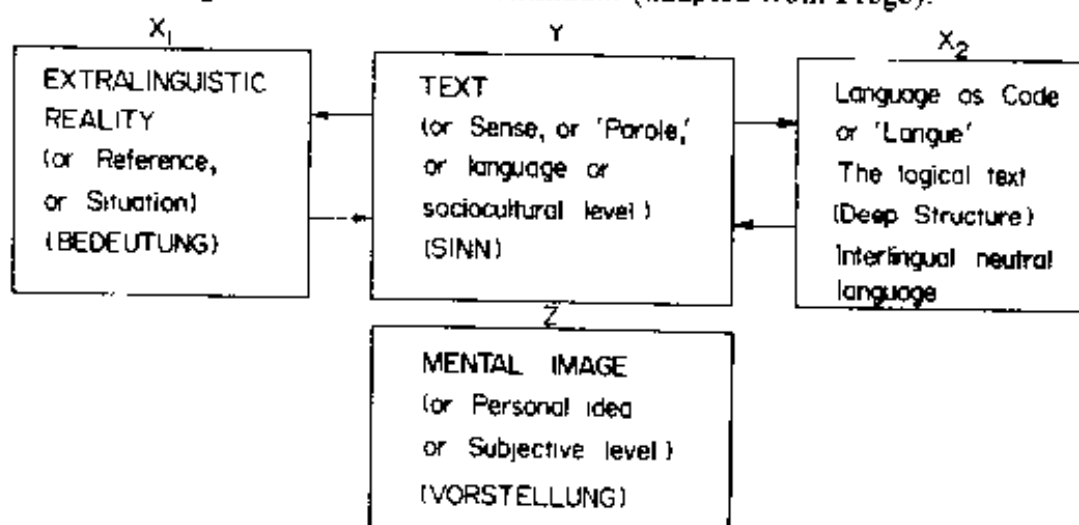 (adapted from Frege).
X₁
EXTRALINGUISTIC
REALITY
(or Reference,
or Situation)
(BEDEUTUNG)
Y
TEXT
(or Sense, or 'Parole,'
or language or
sociocultural level)
(SINN)
X₂
Language as Code
or 'Langue'
The logical text
(Deep Structure)
Interlingual neutral
language
Z
MENTAL IMAGE
(or Personal idea
or Subjective level)
(VORSTELLUNG)